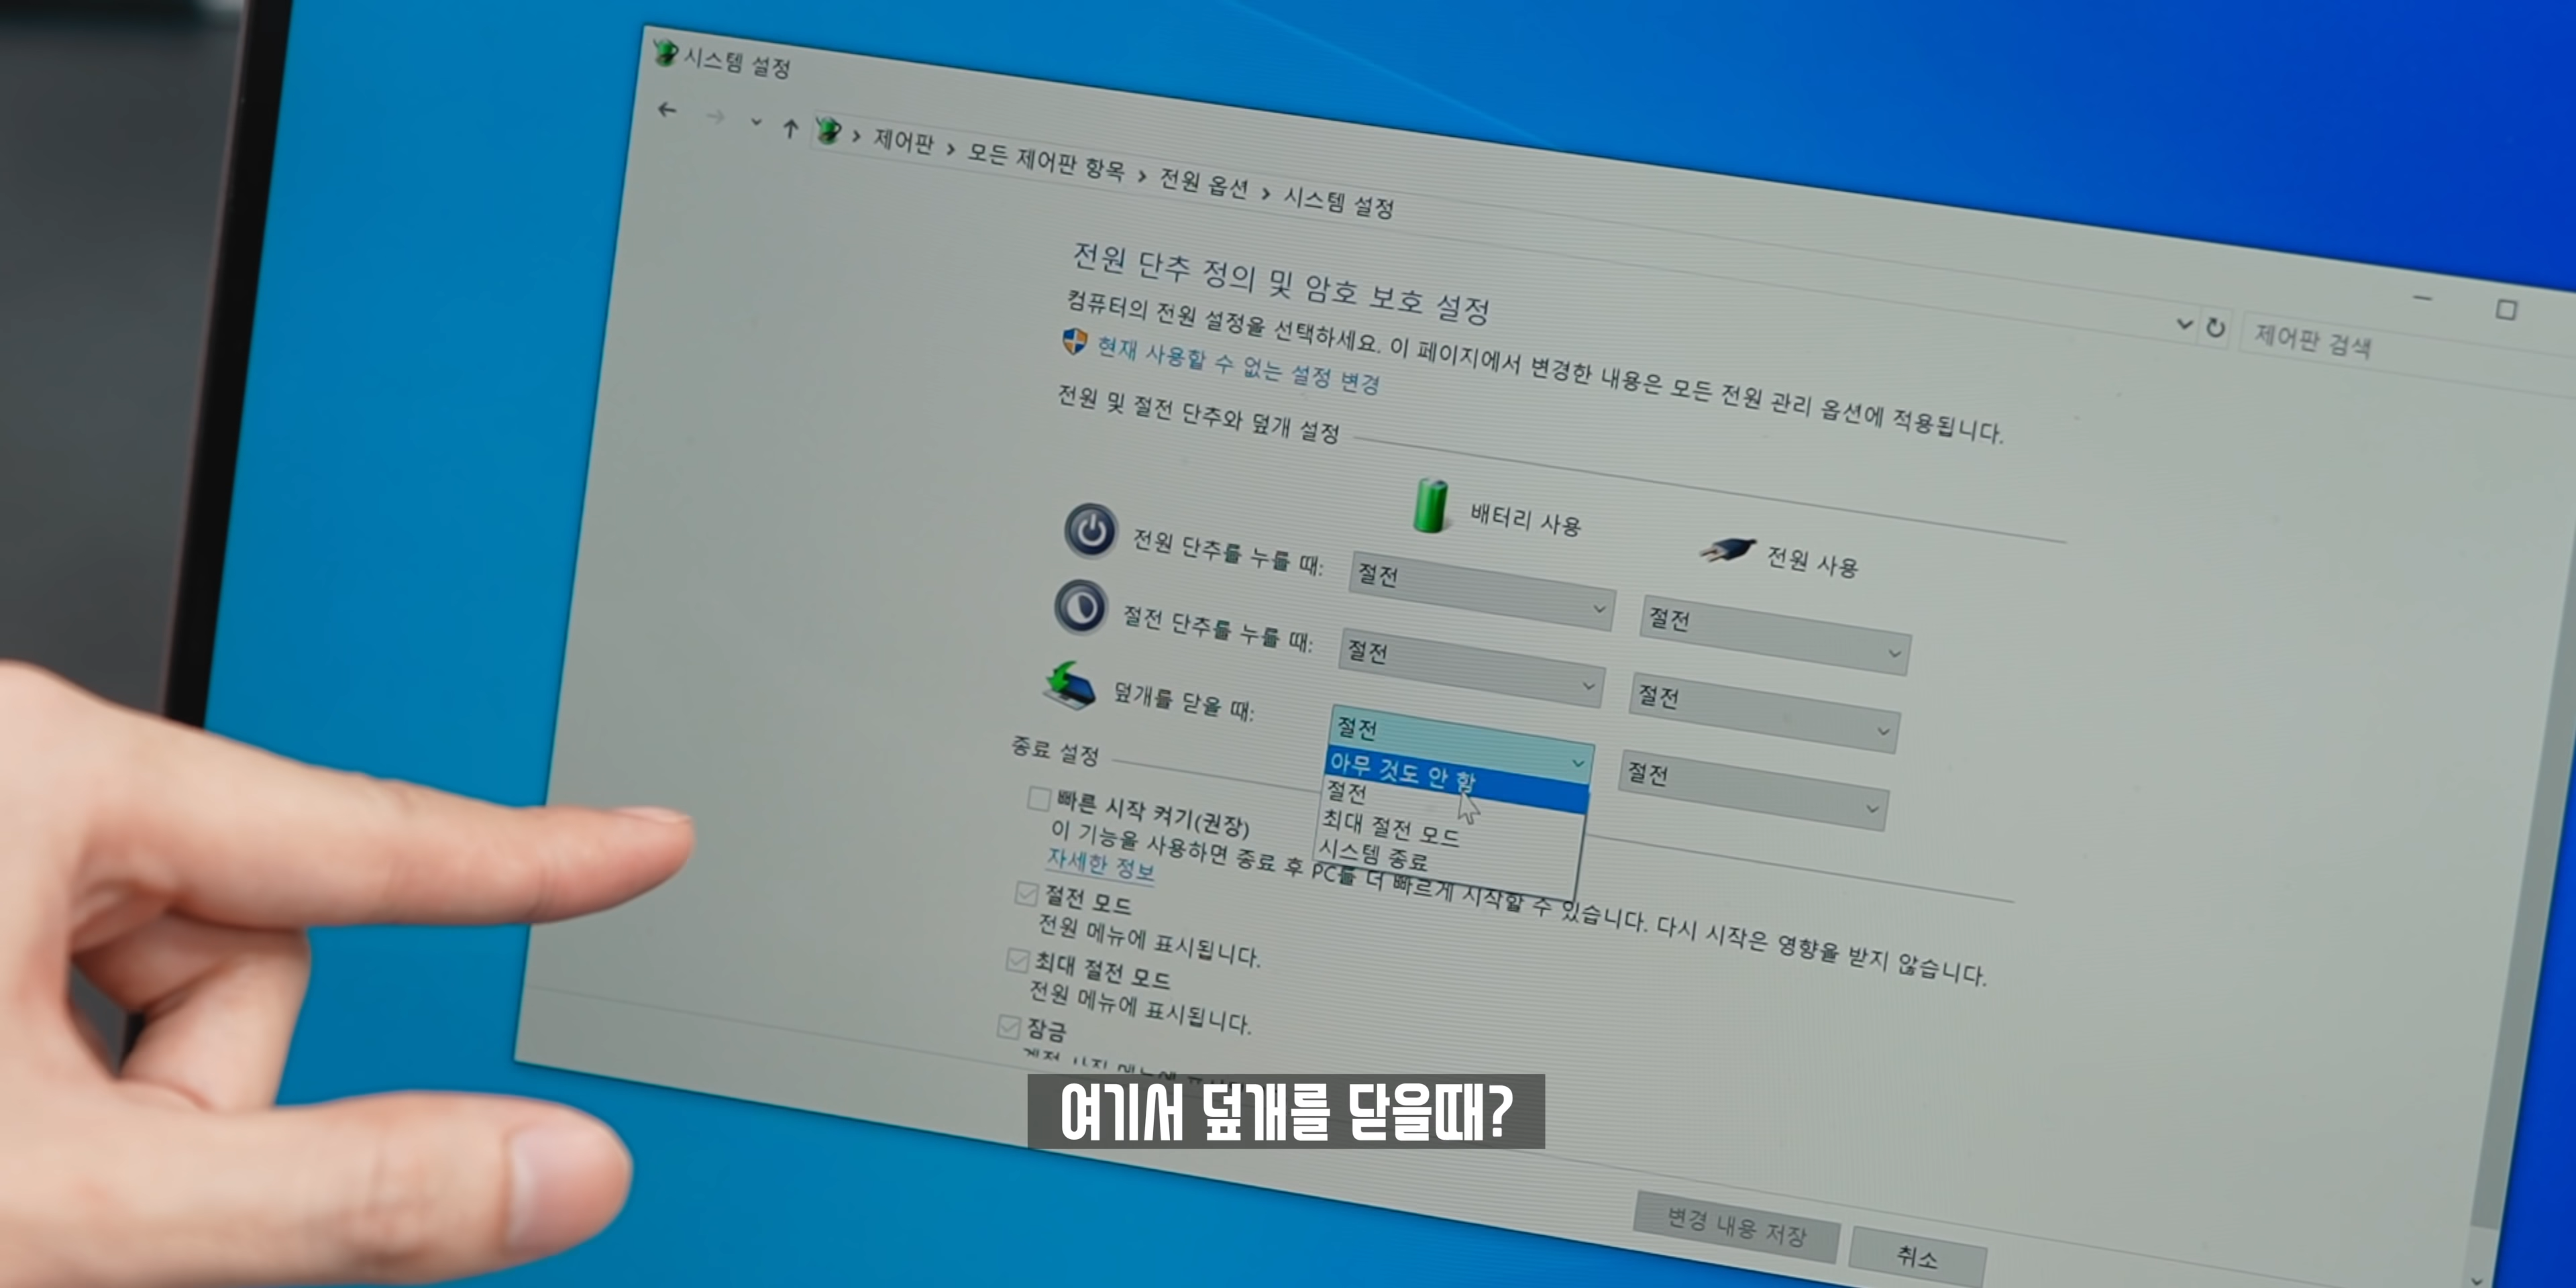 시스템 설정
제어판 › 모든 제어판 항목 › 전원 옵션 › 시스템 설정
제어판 검색
전원 단추 정의 및 암호 보호 설정
컴퓨터의 전원 설정을 선택하세요. 이 페이지에서 변경한 내용은 모든 전원 관리 옵션에 적용됩니다.
현재 사용할 수 없는 설정 변경
전원 및 절전 단추와 덮개 설정
배터리 사용
전원 사용
전원 단추를 누를 때: 절전 절전
절전 단추를 누를 때: 절전 절전
덮개를 닫을 때: 절전 절전
아무 것도 안 함
절전
최대 절전 모드
시스템 종료
종료 설정
빠른 시작 켜기(권장)
이 기능을 사용하면 종료 후 PC를 더 빠르게 시작할 수 있습니다. 다시 시작은 영향을 받지 않습니다.
자세한 정보
절전 모드
전원 메뉴에 표시됩니다.
최대 절전 모드
전원 메뉴에 표시됩니다.
잠금
여기서 덮개를 닫을때?
변경 내용 저장
취소